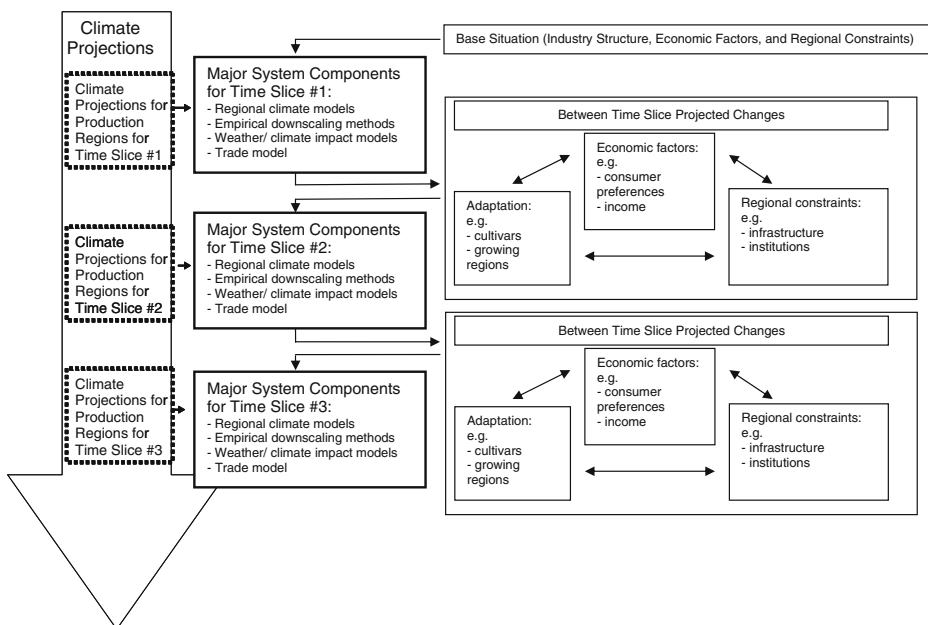 Climate
Projections
Base Situation (Industry Structure, Economic Factors, and Regional Constraints)
Climate
Projections for
Production
Regions for
Time Slice #1
Major System Components
for Time Slice #1:
- Regional climate models
- Empirical downscaling methods
- Weather/ climate impact models
- Trade model
Between Time Slice Projected Changes
Economic factors:
e.g.
- consumer
preferences
- income
Adaptation:
e.g.
- cultivars
- growing
regions
Regional constraints:
e.g.
- infrastructure
- institutions
Climate
Projections for
Production
Regions for
Time Slice #2
Major System Components
for Time Slice #2:
- Regional climate models
- Empirical downscaling methods
- Weather/ climate impact models
- Trade model
Between Time Slice Projected Changes
Economic factors:
e.g.
- consumer
preferences
- income
Adaptation:
e.g.
- cultivars
- growing
regions
Regional constraints:
e.g.
- infrastructure
- institutions
Climate
Projections for
Production
Regions for
Time Slice #3
Major System Components
for Time Slice #3:
- Regional climate models
- Empirical downscaling methods
- Weather/ climate impact models
- Trade model